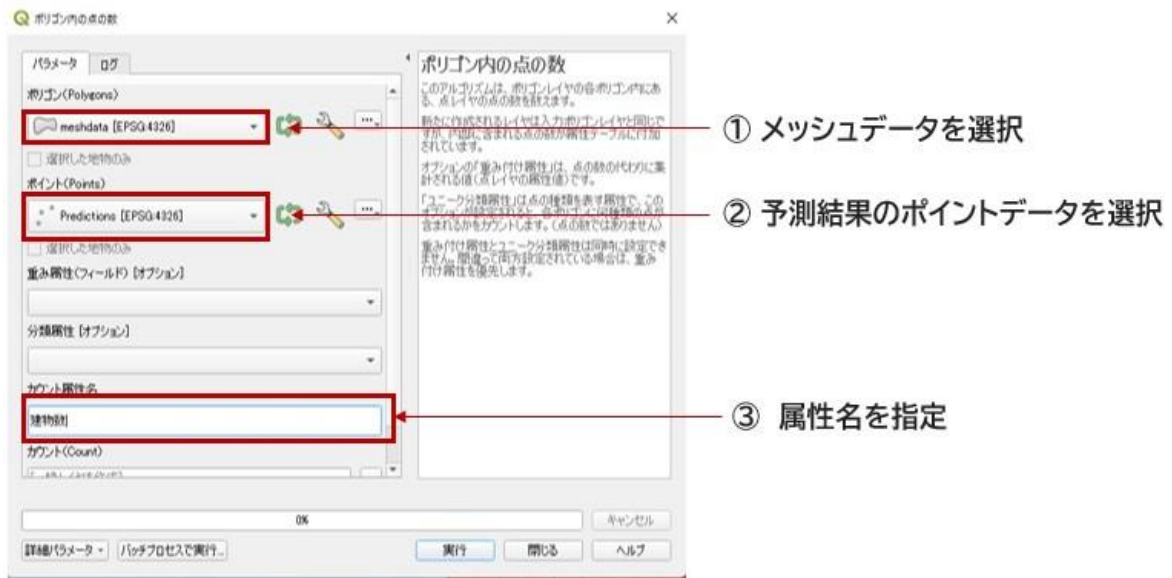 ポリゴン内の点の数
パラメータ ログ
ポリゴン(Polygons)
meshdata [EPSG:4326]
選択した地物のみ
ポイント(Points)
Predictions [EPSG:4326]
選択した地物のみ
重み属性(フィールド) [オプション]
分類属性 [オプション]
カウント属性名
建物数
カウント(Count)
0%
キャンセル
詳細パラメータ バッチプロセスで実行...
実行 閉じる ヘルプ
ポリゴン内の点の数
このアルゴリズムは、ポリゴンレイヤの各ポリゴン内にあ
る、点レイヤの点の数を数えます。
新たに作成されるレイヤは入力ポリゴンレイヤと同じで
すが、内部に含まれる点の数が属性テーブルに付加
されています。
オプションの「重み付け属性」は、点の数の代わりに集
計される値(点レイヤの属性値)です。
「ユニーク分類属性」は点の種類を表す属性で、この
オプションが設定されると、各ポリゴンに何種類の点が
含まれるかをカウントします。(点の数ではありません)
重み付け属性とユニーク分類属性は同時に設定でき
ません。間違って両方設定されている場合は、重み
付け属性を優先します。
① メッシュデータを選択
② 予測結果のポイントデータを選択
③ 属性名を指定